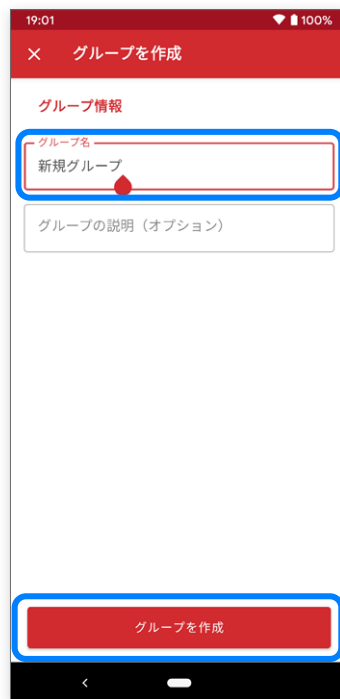 19:01 100%
グループを作成
グループ情報
グループ名
新規グループ
グループの説明（オプション）
グループを作成